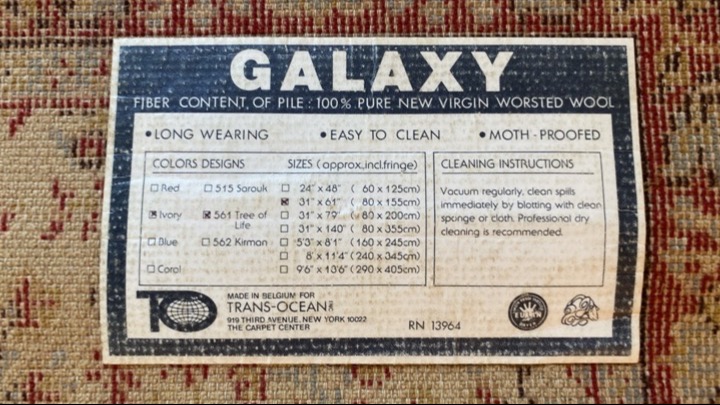 GALAXY
FIBER CONTENT, OF PILE : 100% PURE NEW VIRGIN WORSTED WOOL
•LONG WEARING •EASY TO CLEAN •MOTH-PROOFED
COLORS DESIGNS SIZES (approx.,incl.fringe)
☐ Red ☐ 515 Sarouk ☐ 24" x 48" ( 60 x 125cm)
☒ 31" x 61" ( 80 x 155cm)
☒ Ivory ☒ 561 Tree of Life ☐ 31" x 79" ( 80 x 200cm)
☐ 31" x 140" ( 80 x 355cm)
☐ Blue ☐ 562 Kirman ☐ 5'3" x 8'1" (160 x 245cm)
☐ 8' x 11'4" (240 x 345cm)
☐ Coral ☐ 9'6" x 13'6" (290 x 405cm)
CLEANING INSTRUCTIONS
Vacuum regularly, clean spills
immediately by blotting with clean
sponge or cloth. Professional dry
cleaning is recommended.
TO
MADE IN BELGIUM FOR
TRANS-OCEAN
919 THIRD AVENUE, NEW YORK 10022
THE CARPET CENTER
RN 13964